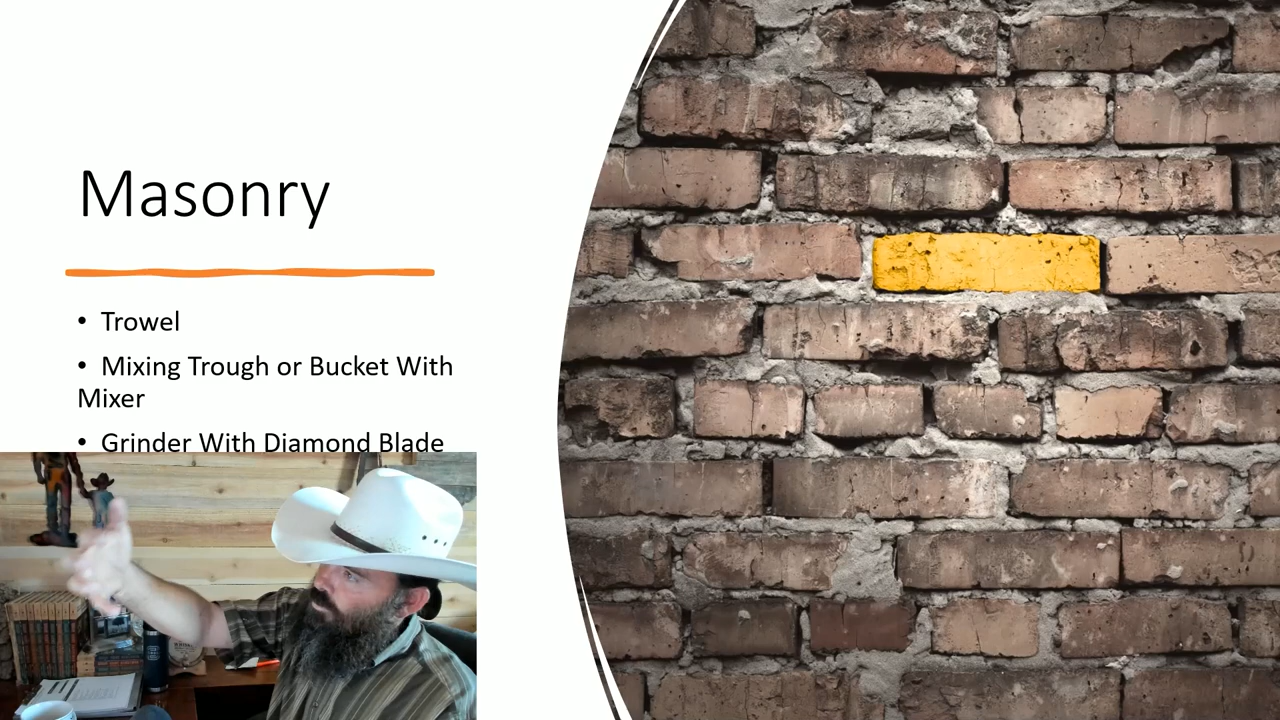 Masonry
• Trowel
• Mixing Trough or Bucket With
Mixer
• Grinder With Diamond Blade